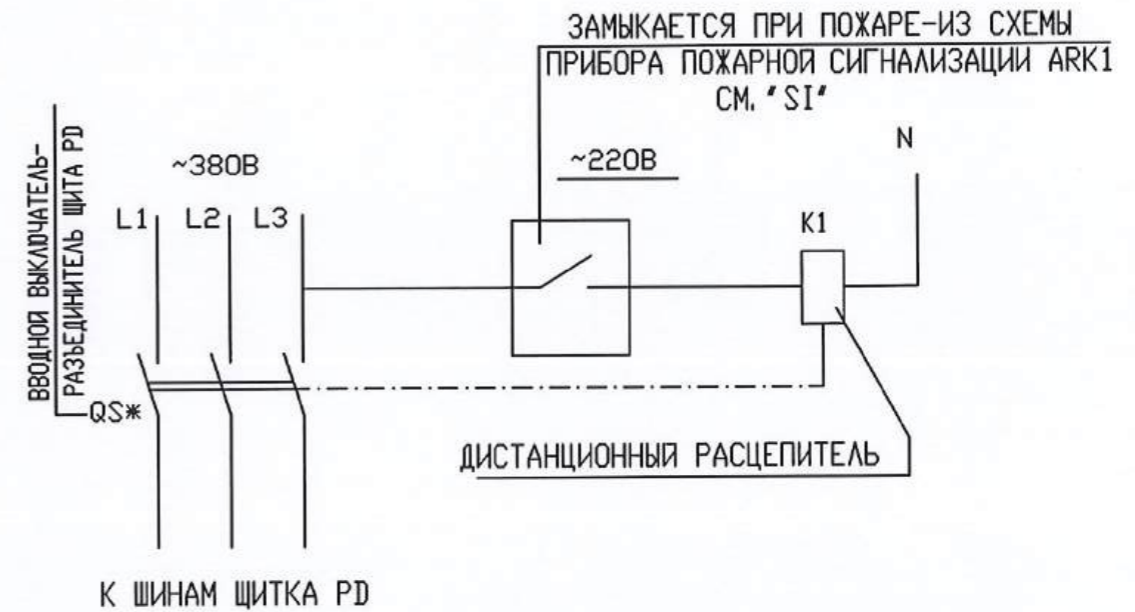 ЗАМЫКАЕТСЯ ПРИ ПОЖАРЕ-ИЗ СХЕМЫ
ПРИБОРА ПОЖАРНОЙ СИГНАЛИЗАЦИИ ARK1
СМ. "SI"
ВВОДНОЙ ВЫКЛЮЧАТЕЛЬ-
РАЗЪЕДИНИТЕЛЬ ЩИТА PD
~380В
~220В
N
L1 L2 L3
K1
QS*
ДИСТАНЦИОННЫЙ РАСЦЕПИТЕЛЬ
К ШИНАМ ЩИТКА PD